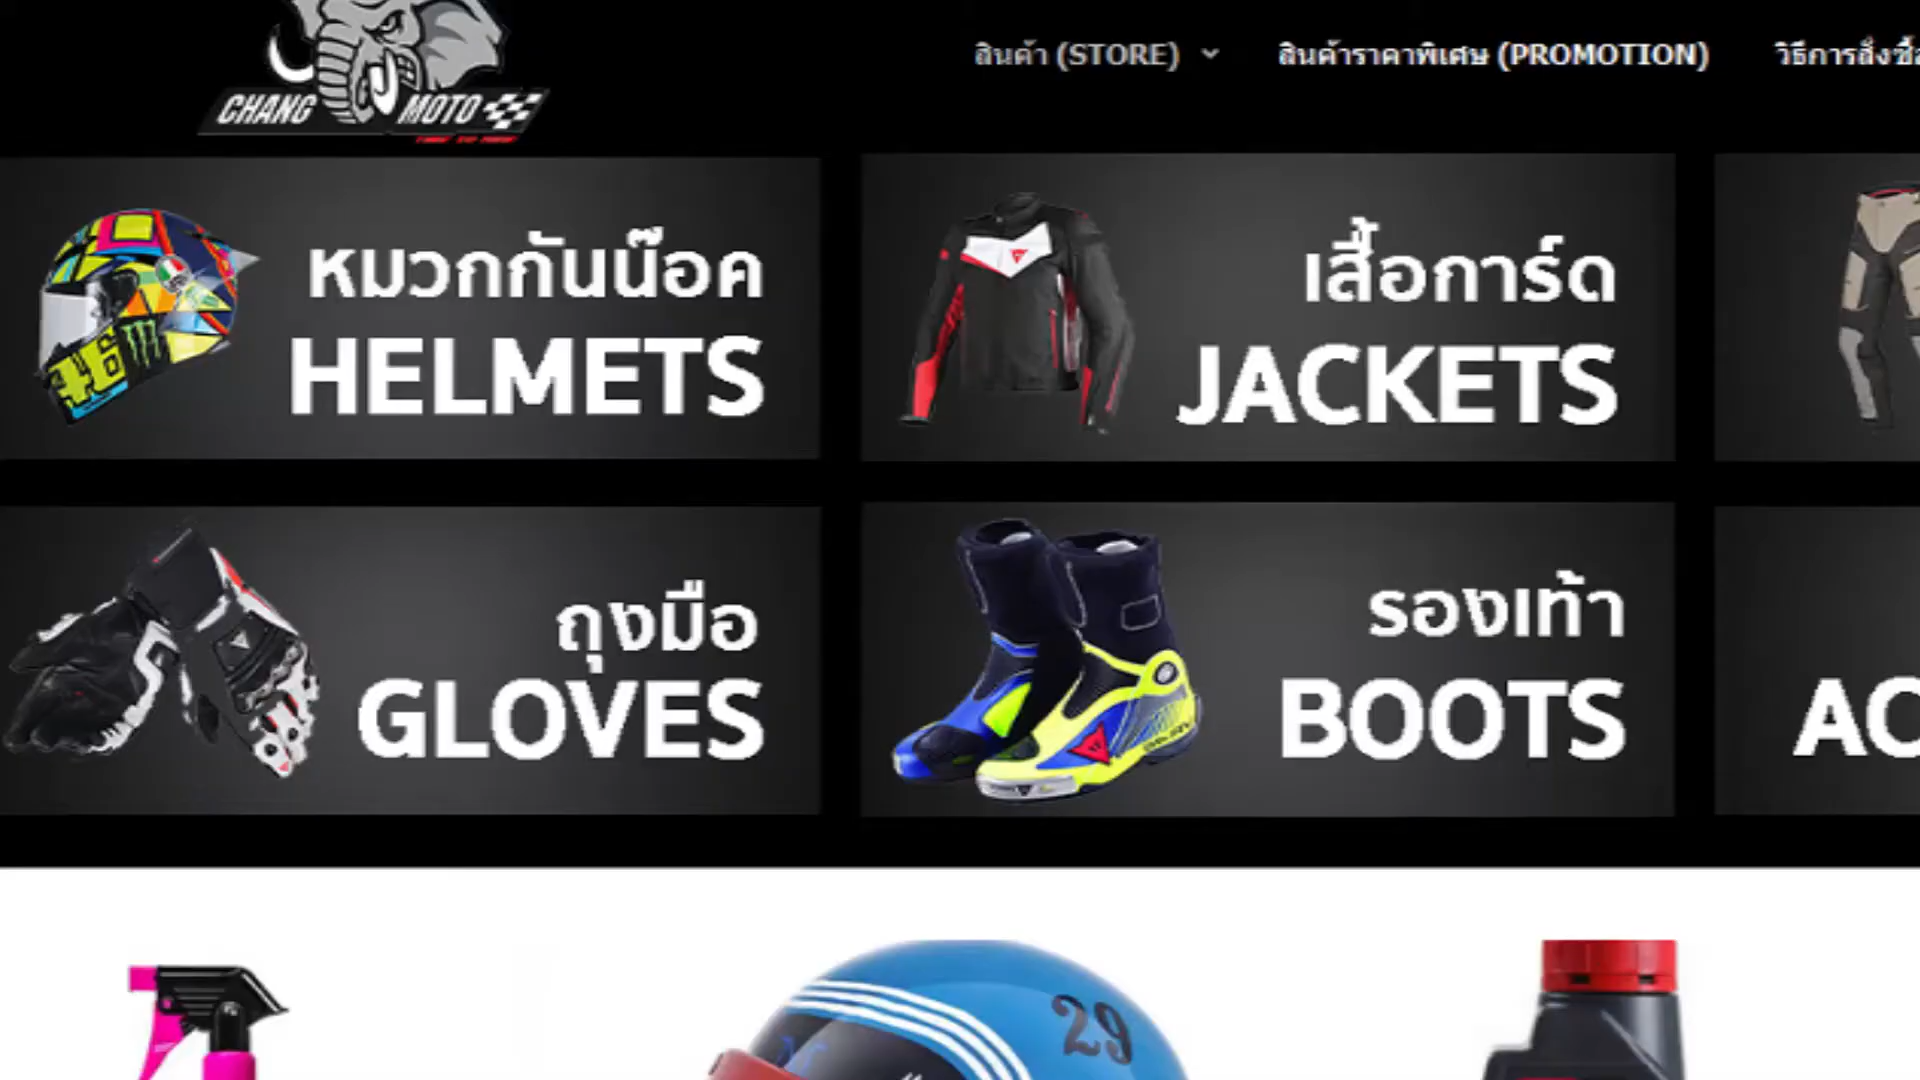 CHANG MOTO
สินค้า (STORE)
สินค้าราคาพิเศษ (PROMOTION)
หมวกกันน๊อค
HELMETS
46
เสื้อการ์ด
JACKETS
ถุงมือ
GLOVES
รองเท้า
BOOTS
29